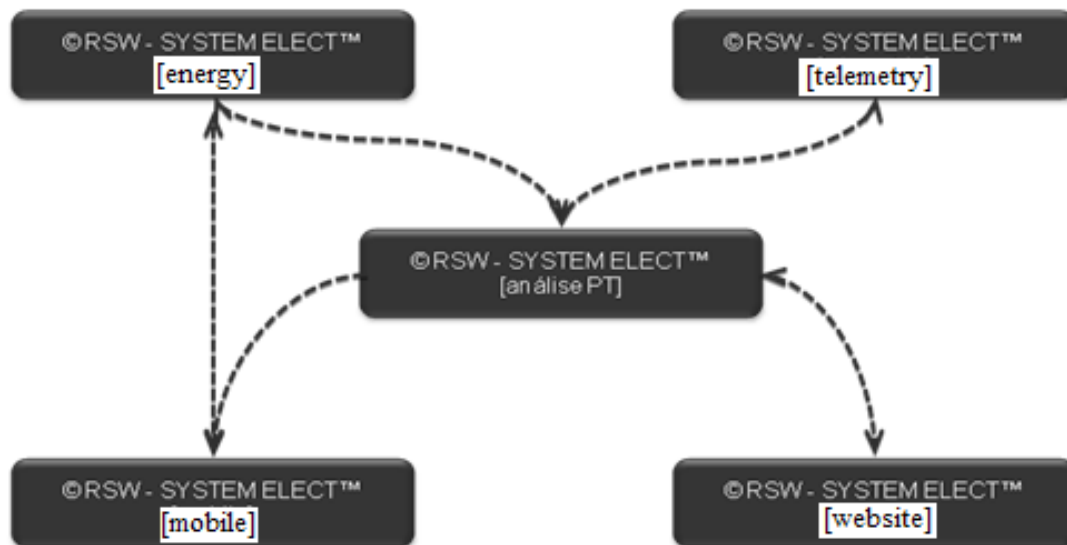 ©RSW - SYSTEM ELECT™
[energy]
©RSW - SYSTEM ELECT™
[telemetry]
©RSW - SYSTEM ELECT™
[análise PT]
©RSW - SYSTEM ELECT™
[mobile]
©RSW - SYSTEM ELECT™
[website]